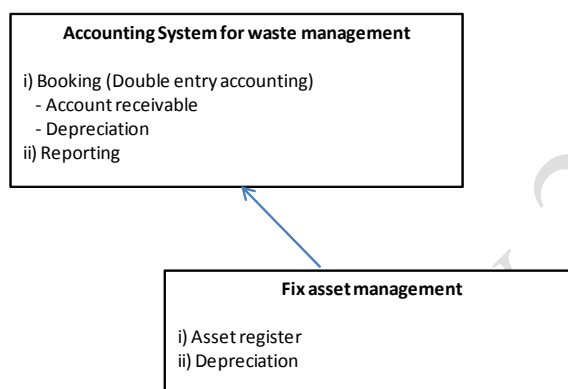 Accounting System for waste management
i) Booking (Double entry accounting)
- Account receivable
- Depreciation
ii) Reporting
Fix asset management
i) Asset register
ii) Depreciation